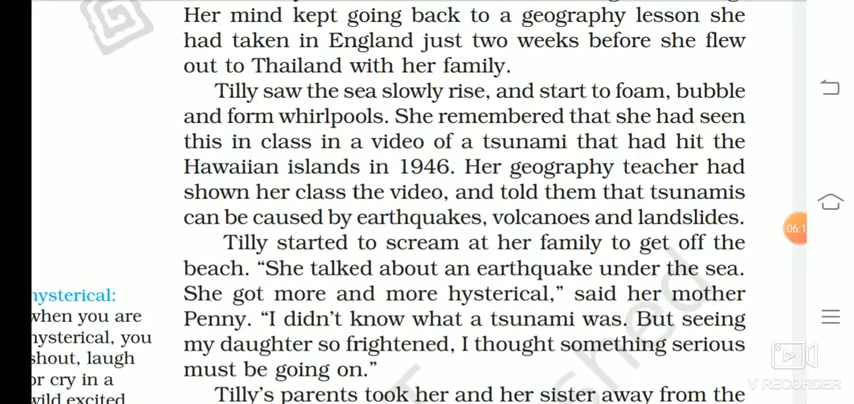 Her mind kept going back to a geography lesson she
had taken in England just two weeks before she flew
out to Thailand with her family.
Tilly saw the sea slowly rise, and start to foam, bubble
and form whirlpools. She remembered that she had seen
this in class in a video of a tsunami that had hit the
Hawaiian islands in 1946. Her geography teacher had
shown her class the video, and told them that tsunamis
can be caused by earthquakes, volcanoes and landslides.
Tilly started to scream at her family to get off the
beach. “She talked about an earthquake under the sea.
She got more and more hysterical,” said her mother
Penny. “I didn’t know what a tsunami was. But seeing
my daughter so frightened, I thought something serious
must be going on.”
Tilly’s parents took her and her sister away from the
hysterical:
when you are
hysterical, you
shout, laugh
or cry in a
wild excited
06:1
V RECORDER